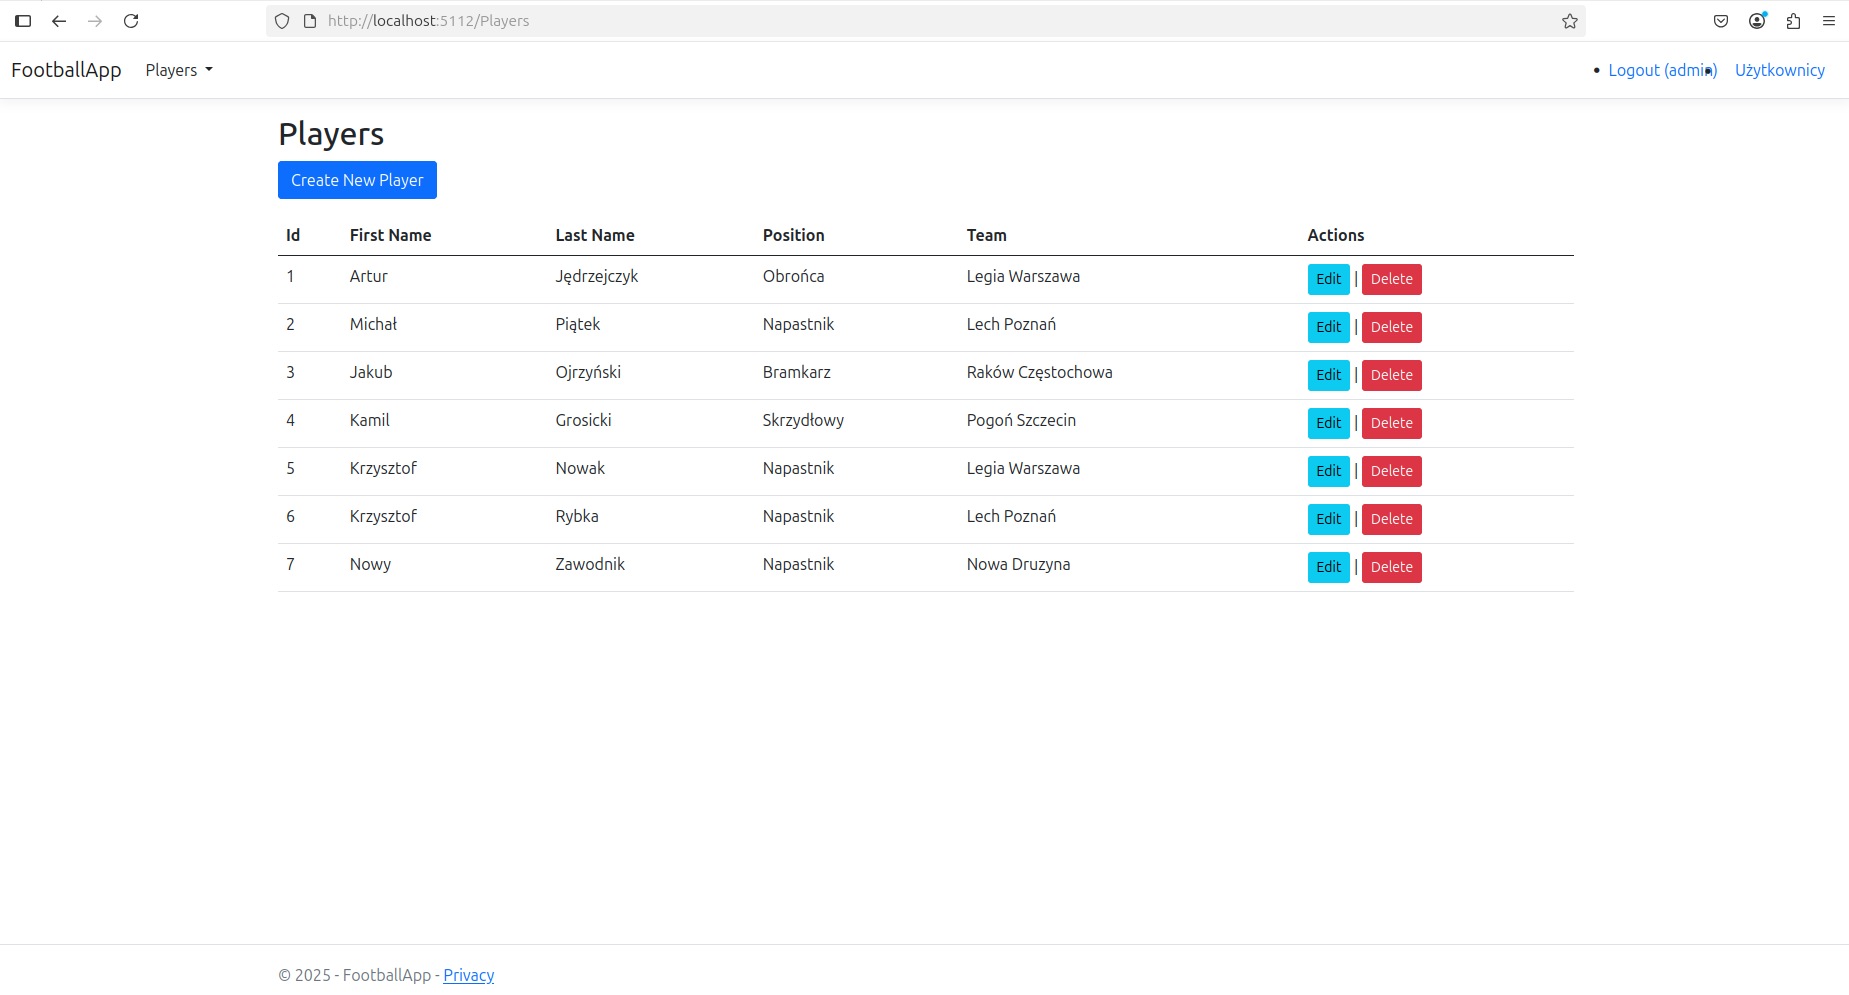 http://localhost:5112/Players
FootballApp Players • Logout (admin) • Użytkownicy
Players
Create New Player
Id First Name Last Name Position Team Actions
1 Artur Jędrzejczyk Obrońca Legia Warszawa Edit | Delete
2 Michał Piątek Napastnik Lech Poznań Edit | Delete
3 Jakub Ojrzyński Bramkarz Raków Częstochowa Edit | Delete
4 Kamil Grosicki Skrzydłowy Pogoń Szczecin Edit | Delete
5 Krzysztof Nowak Napastnik Legia Warszawa Edit | Delete
6 Krzysztof Rybka Napastnik Lech Poznań Edit | Delete
7 Nowy Zawodnik Napastnik Nowa Druzyna Edit | Delete
© 2025 - FootballApp - Privacy